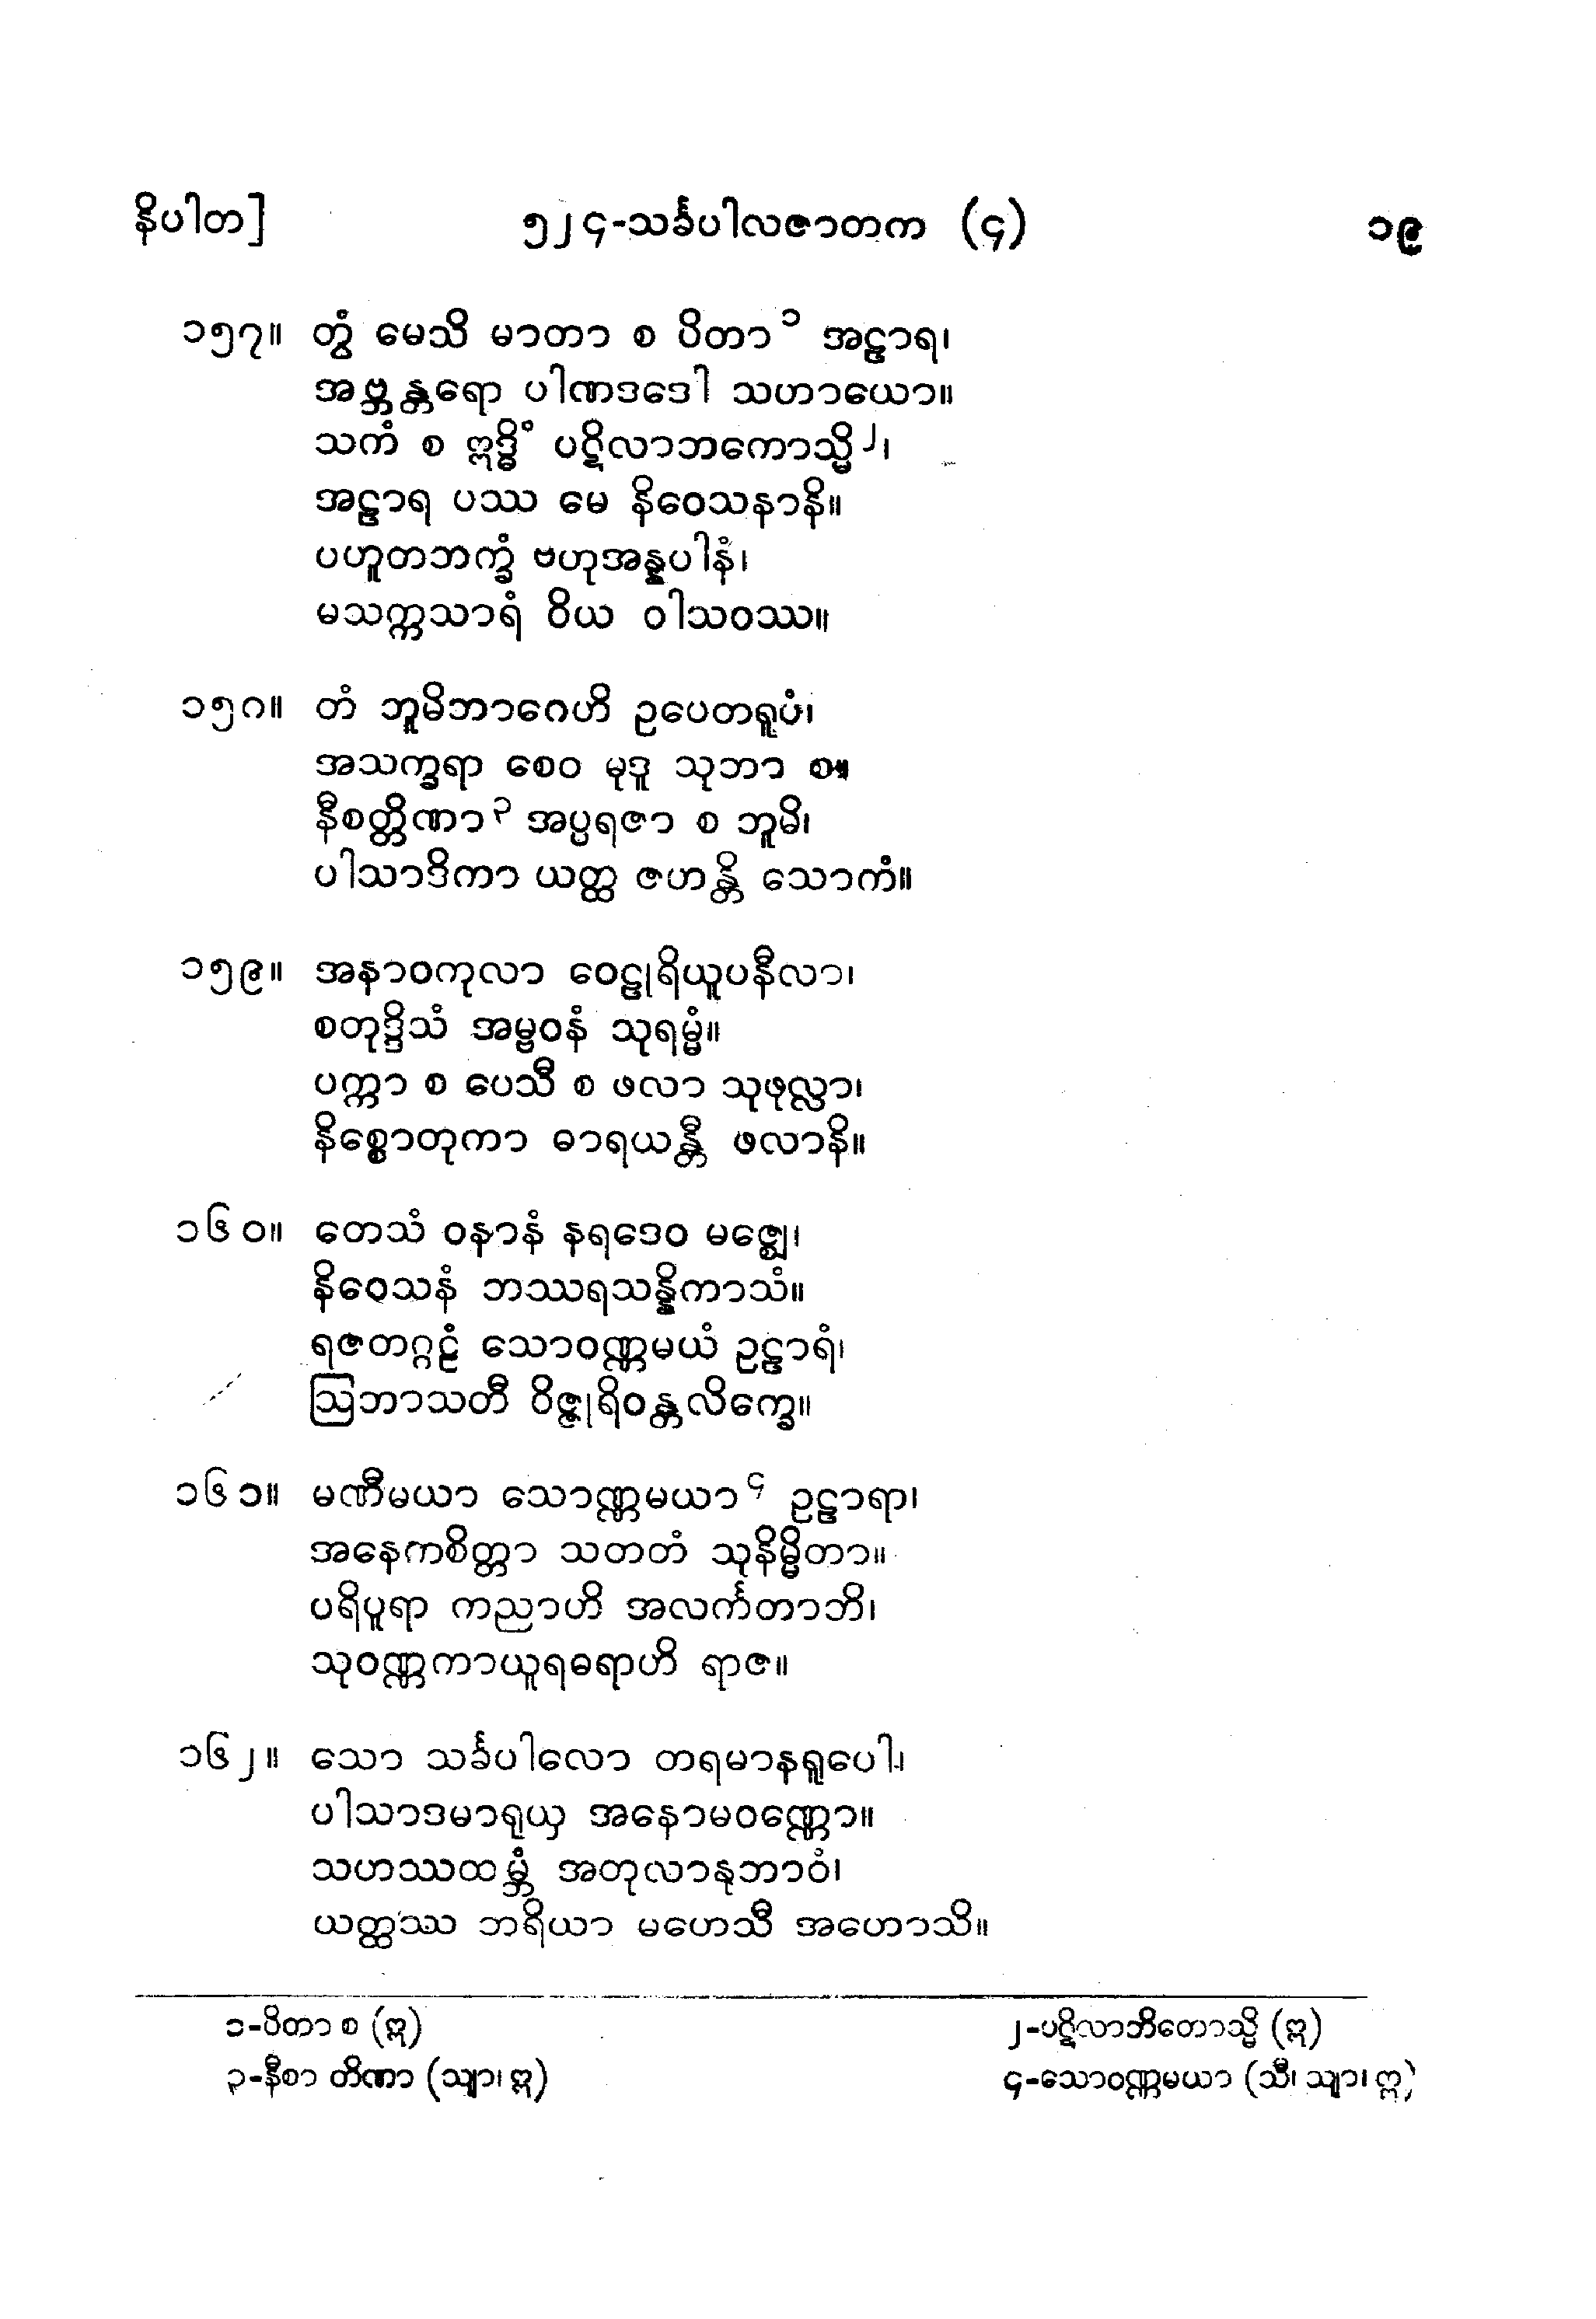 နိပါတ]	၅၂၄-သင်္ခပါလဇာတက (၄)	၁၉
၁၅၇။ တွံ မေသိ မာတာ စ ပိတာ၁ အဠာရ၊
အဗ္ဘန္တရော ပါဏဒဒေါ သဟာယော။
သကံ စ ဣဒ္ဓိံ ပဋိလာဘကောသ္မိ၂၊
အဠာရ ပဿ မေ နိဝေသနာနိ။
ပဟူတဘက္ခံ ဗဟုအန္နပါနံ၊
မသက္ကသာရံ ဝိယ ဝါသဝဿ။
၁၅၈။ တံ ဘူမိဘာဂေဟိ ဥပေတရူပံ၊
အသက္ခရာ စေဝ မုဒူ သုဘာ စ။
နီစတ္တိဏာ၃ အပ္ပရဇာ စ ဘူမိ၊
ပါသာဒိကာ ယတ္ထ ဇဟန္တိ သောကံ။
၁၅၉။ အနာဝကုလာ ဝေဠုရိယူပနီလာ၊
စတုဒ္ဒိသံ အမ္ဗဝနံ သုရမ္မံ။
ပက္ကာ စ ပေသီ စ ဖလာ သုဖုလ္လာ၊
နိစ္စောတုကာ ဓာရယန္တီ ဖလာနိ။
၁၆၀။ တေသံ ဝနာနံ နရဒေဝ မဇ္ဈေ၊
နိဝေသနံ ဘဿရသန္နိကာသံ။
ရဇတဂ္ဂဠံ သောဝဏ္ဏမယံ ဥဠာရံ၊
ဩဘာသတီ ဝိဇ္ဇုရိဝန္တလိက္ခေ။
၁၆၁။ မဏီမယာ သောဏ္ဏမယာ၄ ဥဠာရာ၊
အနေကစိတ္တာ သတတံ သုနိမ္မိတာ။
ပရိပူရာ ကညာဟိ အလင်္ကတာဘိ၊
သုဝဏ္ဏကာယူရဓရာဟိ ရာဇ။
၁၆၂။ သော သင်္ခပါလော တရမာနရူပေါ၊
ပါသာဒမာရုယှ အနောမဝဏ္ဏော။
သဟဿထမ္ဘံ အတုလာနုဘာဝံ၊
ယတ္ထဿ ဘရိယာ မဟေသီ အဟောသိ။
၁-ပိတာ စ (ဣ)	၂-ပဋိလာဘိတောသ္မိ (ဣ)
၃-နီစာ တိဏာ (သျာ၊ ဣ)	၄-သောဝဏ္ဏမယာ (သီ၊ သျာ၊ ဣ)